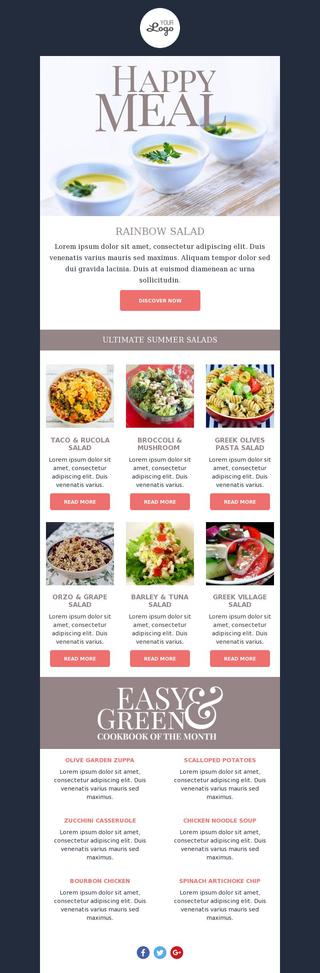 YOUR
Logo
HAPPY
MEAL
RAINBOW SALAD
Lorem ipsum dolor sit amet, consectetur adipiscing elit. Duis
venenatis varius mauris sed maximus. Aliquam tempor dolor sed
dui gravida lacinia. Duis at euismod diamenean ac urna
sollicitudin.
DISCOVER NOW
ULTIMATE SUMMER SALADS
TACO & RUCOLA
SALAD
Lorem ipsum dolor sit
amet, consectetur
adipiscing elit. Duis
venenatis varius.
READ MORE
BROCCOLI &
MUSHROOM
Lorem ipsum dolor sit
amet, consectetur
adipiscing elit. Duis
venenatis varius.
READ MORE
GREEK OLIVES
PASTA SALAD
Lorem ipsum dolor sit
amet, consectetur
adipiscing elit. Duis
venenatis varius.
READ MORE
ORZO & GRAPE
SALAD
Lorem ipsum dolor sit
amet, consectetur
adipiscing elit. Duis
venenatis varius.
READ MORE
BARLEY & TUNA
SALAD
Lorem ipsum dolor sit
amet, consectetur
adipiscing elit. Duis
venenatis varius.
READ MORE
GREEK VILLAGE
SALAD
Lorem ipsum dolor sit
amet, consectetur
adipiscing elit. Duis
venenatis varius.
READ MORE
EASY &
GREEN
COOKBOOK OF THE MONTH
OLIVE GARDEN ZUPPA
Lorem ipsum dolor sit amet,
consectetur adipiscing elit. Duis
venenatis varius mauris sed
maximus.
SCALLOPED POTATOES
Lorem ipsum dolor sit amet,
consectetur adipiscing elit. Duis
venenatis varius mauris sed
maximus.
ZUCCHINI CASSERUOLE
Lorem ipsum dolor sit amet,
consectetur adipiscing elit. Duis
venenatis varius mauris sed
maximus.
CHICKEN NOODLE SOUP
Lorem ipsum dolor sit amet,
consectetur adipiscing elit. Duis
venenatis varius mauris sed
maximus.
BOURBON CHICKEN
Lorem ipsum dolor sit amet,
consectetur adipiscing elit. Duis
venenatis varius mauris sed
maximus.
SPINACH ARTICHOKE CHIP
Lorem ipsum dolor sit amet,
consectetur adipiscing elit. Duis
venenatis varius mauris sed
maximus.